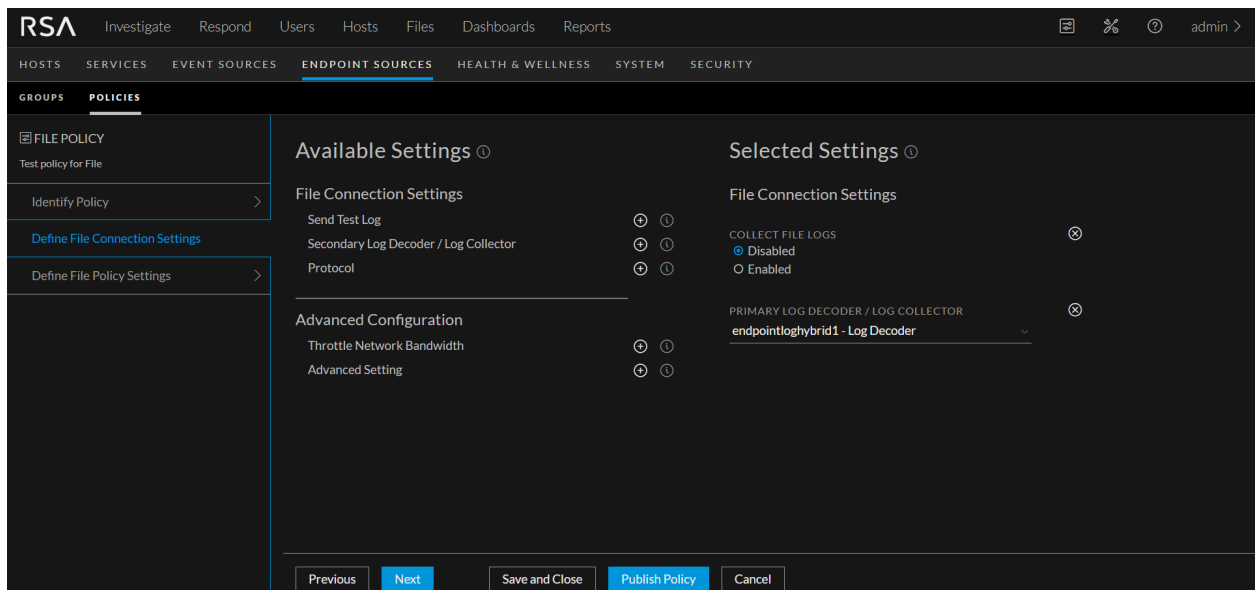 RSA Investigate Respond Users Hosts Files Dashboards Reports admin >
HOSTS SERVICES EVENT SOURCES ENDPOINT SOURCES HEALTH & WELLNESS SYSTEM SECURITY
GROUPS POLICIES
FILE POLICY
Test policy for File
Identify Policy
Define File Connection Settings
Define File Policy Settings
Available Settings
File Connection Settings
Send Test Log
Secondary Log Decoder / Log Collector
Protocol
Advanced Configuration
Throttle Network Bandwidth
Advanced Setting
Selected Settings
File Connection Settings
COLLECT FILE LOGS
Disabled
Enabled
PRIMARY LOG DECODER / LOG COLLECTOR
endpointloghybrid1 - Log Decoder
Previous Next Save and Close Publish Policy Cancel